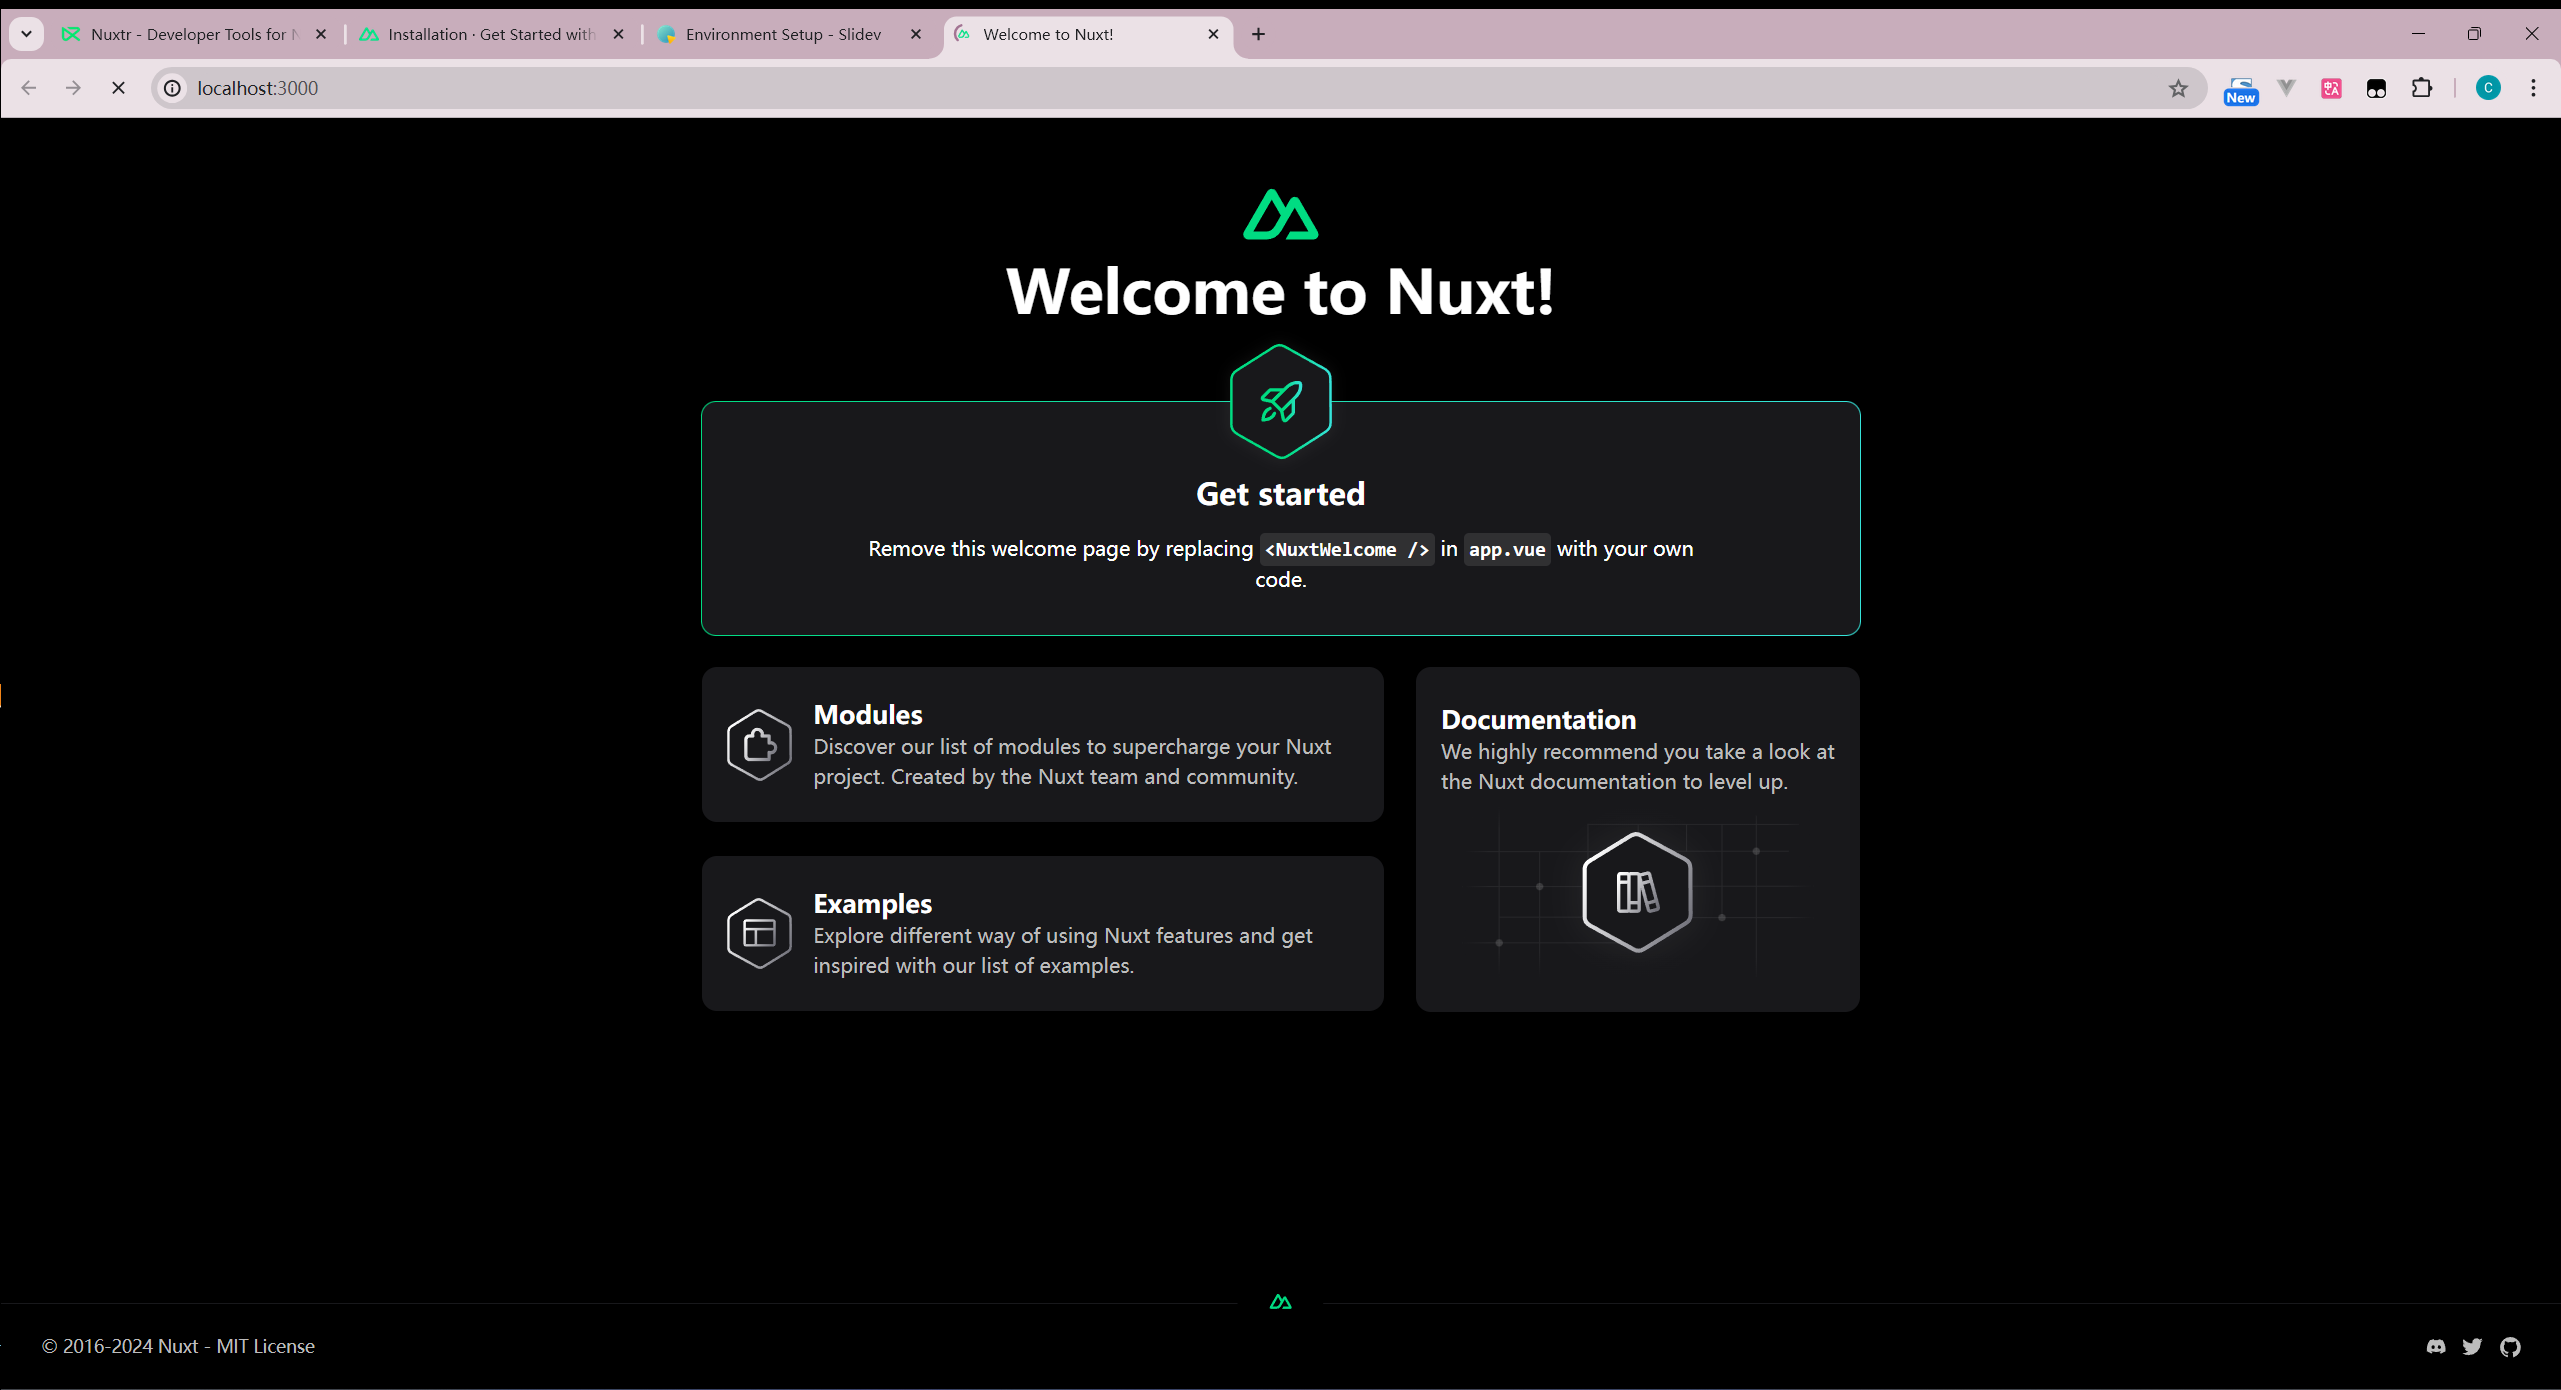 Nuxtr - Developer Tools for N
Installation · Get Started with
Environment Setup - Slidev
Welcome to Nuxt!
localhost:3000
New
C
Welcome to Nuxt!
Get started
Remove this welcome page by replacing <NuxtWelcome /> in app.vue with your own
code.
Modules
Discover our list of modules to supercharge your Nuxt
project. Created by the Nuxt team and community.
Documentation
We highly recommend you take a look at
the Nuxt documentation to level up.
Examples
Explore different way of using Nuxt features and get
inspired with our list of examples.
© 2016-2024 Nuxt - MIT License